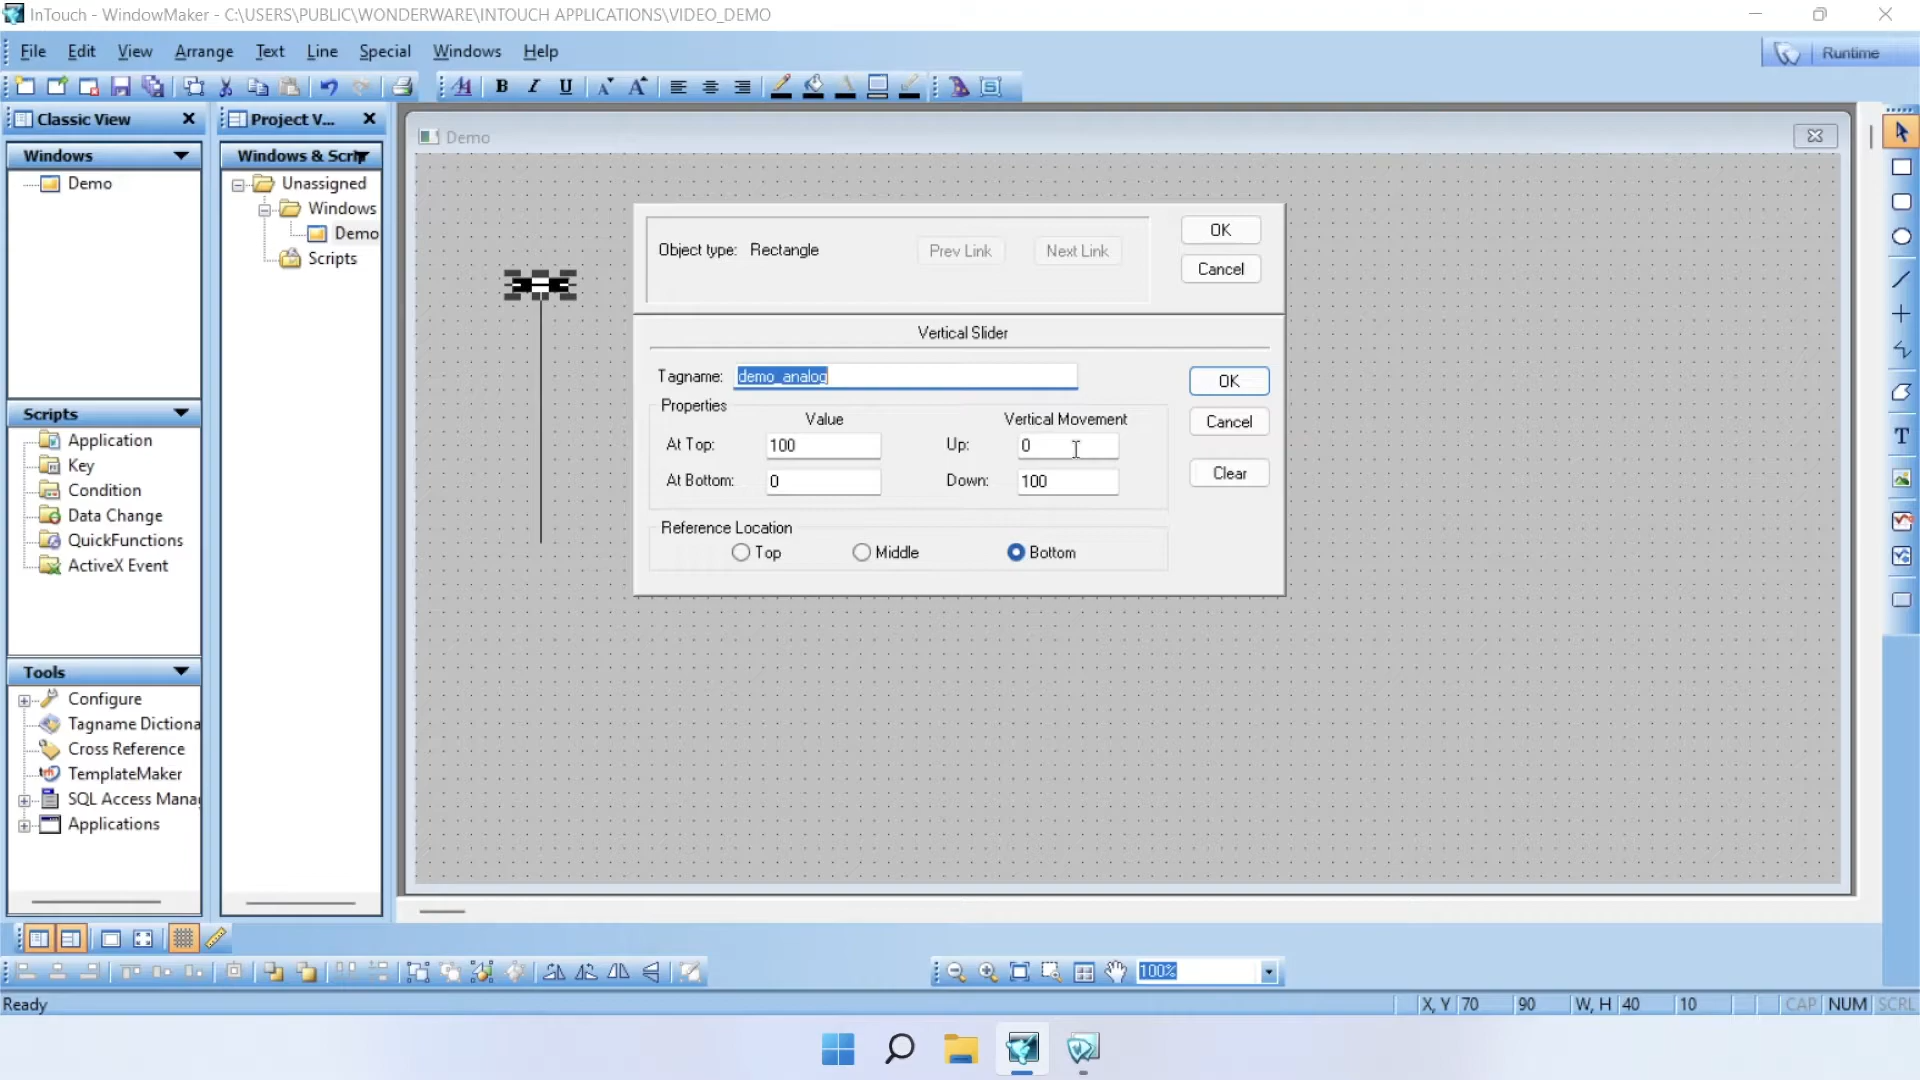 InTouch - WindowMaker - C:\USERS\PUBLIC\WONDERWARE\INTOUCH APPLICATIONS\VIDEO_DEMO
File Edit View Arrange Text Line Special Windows Help
Runtime
B I U
Classic View
Project V...
Demo
Windows
Demo
Windows & Scri
Unassigned
Windows
Demo
Scripts
Object type: Rectangle
Prev Link
Next Link
OK
Cancel
Vertical Slider
Tagname: demo_analog
OK
Properties
Value
Vertical Movement
Cancel
At Top: 100
Up: 0
At Bottom: 0
Down: 100
Clear
Reference Location
Top
Middle
Bottom
Scripts
Application
Key
Condition
Data Change
QuickFunctions
ActiveX Event
Tools
Configure
Tagname Dictiona
Cross Reference
TemplateMaker
SQL Access Mana
Applications
T
100%
Ready
X, Y 70 90 W, H 40 10 CAP NUM SCRL